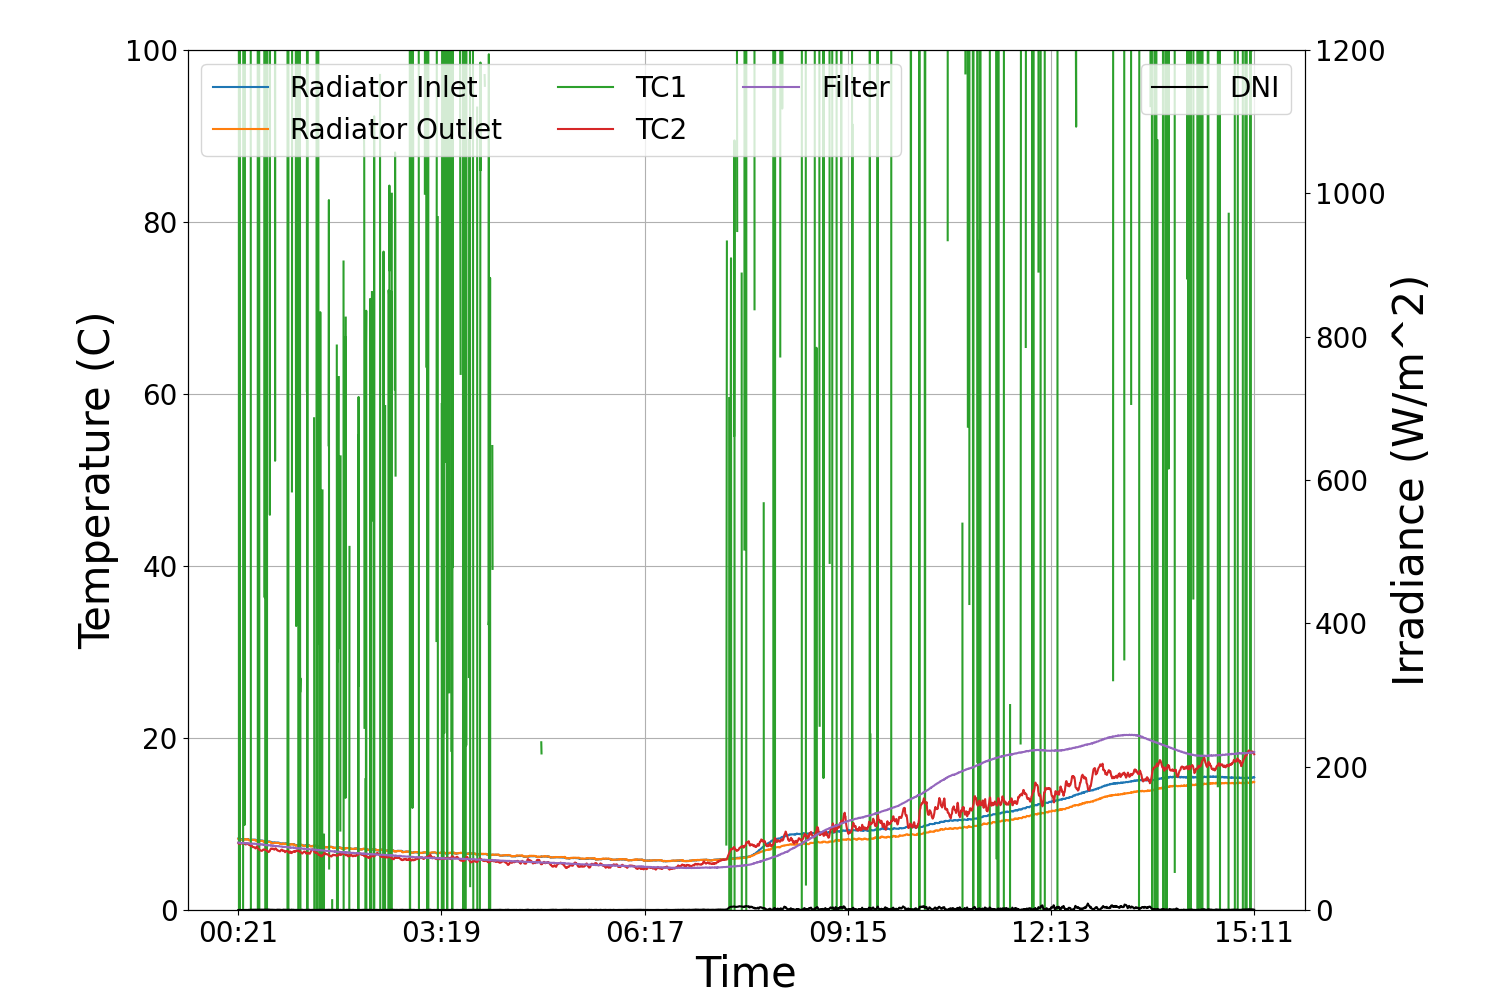 100
80
60
40
20
0
Temperature (C)
Radiator Inlet
Radiator Outlet
TC1
TC2
Filter
DNI
1200
1000
800
600
400
200
0
Irradiance (W/m^2)
00:21
03:19
06:17
09:15
12:13
15:11
Time